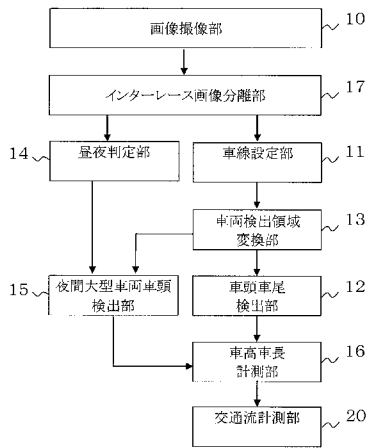 画像撮像部
10
インターレース画像分離部
17
14
昼夜判定部
車線設定部
11
車両検出領域
変換部
13
15
夜間大型車両車頭
検出部
車頭車尾
検出部
12
車高車長
計測部
16
交通流計測部
20